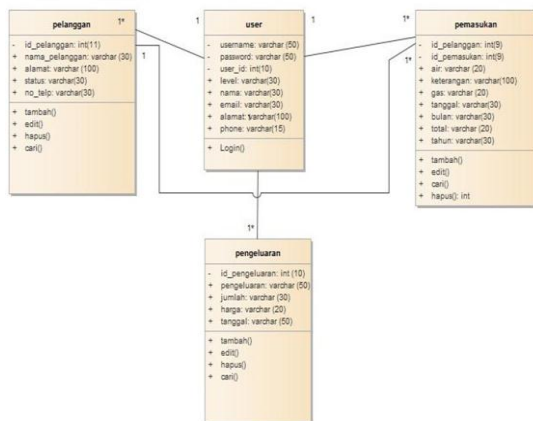 pelanggan
- id_pelanggan: int(11)
+ nama_pelanggan: varchar (30)
+ alamat: varchar (100)
+ status: varchar(30)
+ no_telp: varchar(30)
+ tambah()
+ edit()
+ hapus()
+ cari()
1*
1
1
user
- username: varchar (50)
- password: varchar (50)
- user_id: int(10)
+ level: varchar(30)
+ nama: varchar(30)
+ email: varchar(30)
+ alamat: varchar(100)
+ phone: varchar(15)
+ Login()
1
1*
1*
pemasukan
- id_pelanggan: int(9)
- id_pemasukan: int(9)
+ air: varchar (20)
+ keterangan: varchar(100)
+ gas: varchar (20)
+ tanggal: varchar(30)
+ bulan: varchar(30)
+ total: varchar (20)
+ tahun: varchar(30)
+ tambah()
+ edit()
+ cari()
+ hapus(): int
1*
pengeluaran
- id_pengeluaran: int (10)
+ pengeluaran: varchar (50)
+ jumlah: varchar (30)
+ harga: varchar (20)
+ tanggal: varchar (50)
+ tambah()
+ edit()
+ hapus()
+ cari()